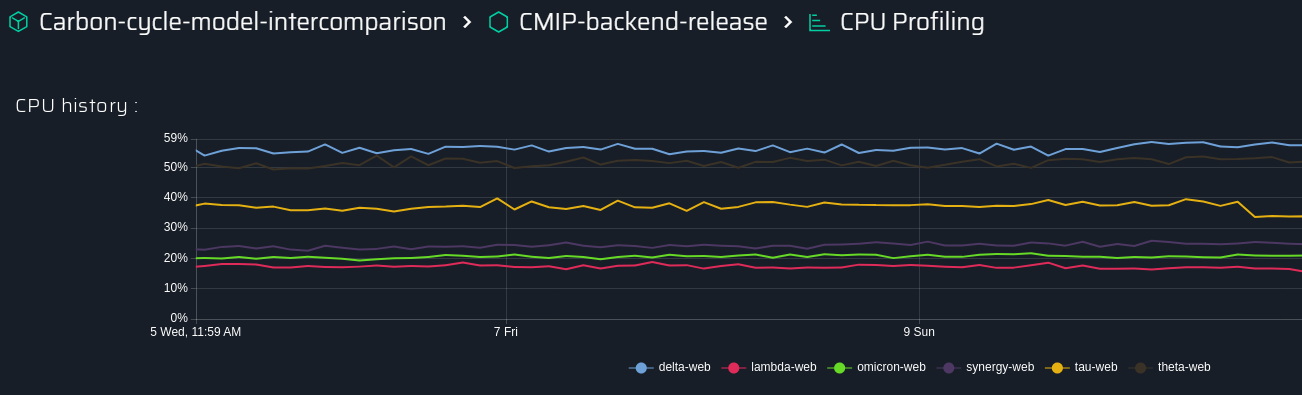 Carbon-cycle-model-intercomparison > CMIP-backend-release > CPU Profiling
CPU history :
59%
50%
40%
30%
20%
10%
0%
5 Wed, 11:59 AM 7 Fri 9 Sun
delta-web lambda-web omicron-web synergy-web tau-web theta-web